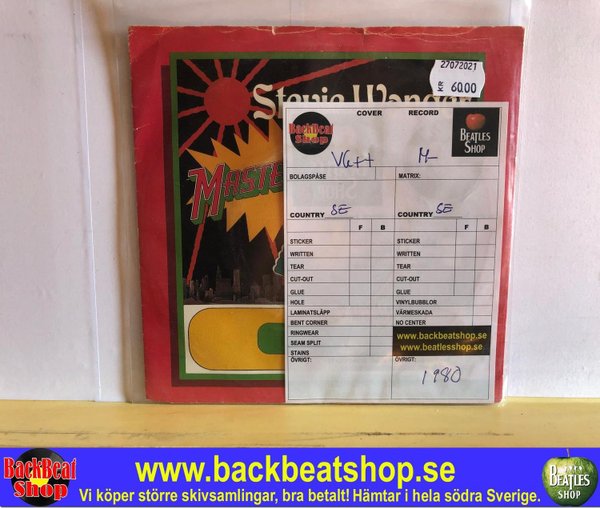 27072021
KR 60.00
Stevie Wonder
MASTE
BackBeat
Shop
COVER
RECORD
BEATLES
SHOP
VG++
M-
BOLAGSPÅSE
MATRIX:
COUNTRY SE
COUNTRY SE
F B
F B
STICKER
STICKER
WRITTEN
WRITTEN
TEAR
TEAR
CUT-OUT
CUT-OUT
GLUE
GLUE
HOLE
VINYLBUBBLOR
LAMINATSLÄPP
VÄRMESKADA
BENT CORNER
NO CENTER
RINGWEAR
SEAM SPLIT
STAINS
www.backbeatshop.se
www.beatlesshop.se
ÖVRIGT:
ÖVRIGT:
1980
BackBeat
Shop
www.backbeatshop.se
Vi köper större skivsamlingar, bra betalt! Hämtar i hela södra Sverige.
BEATLES
SHOP